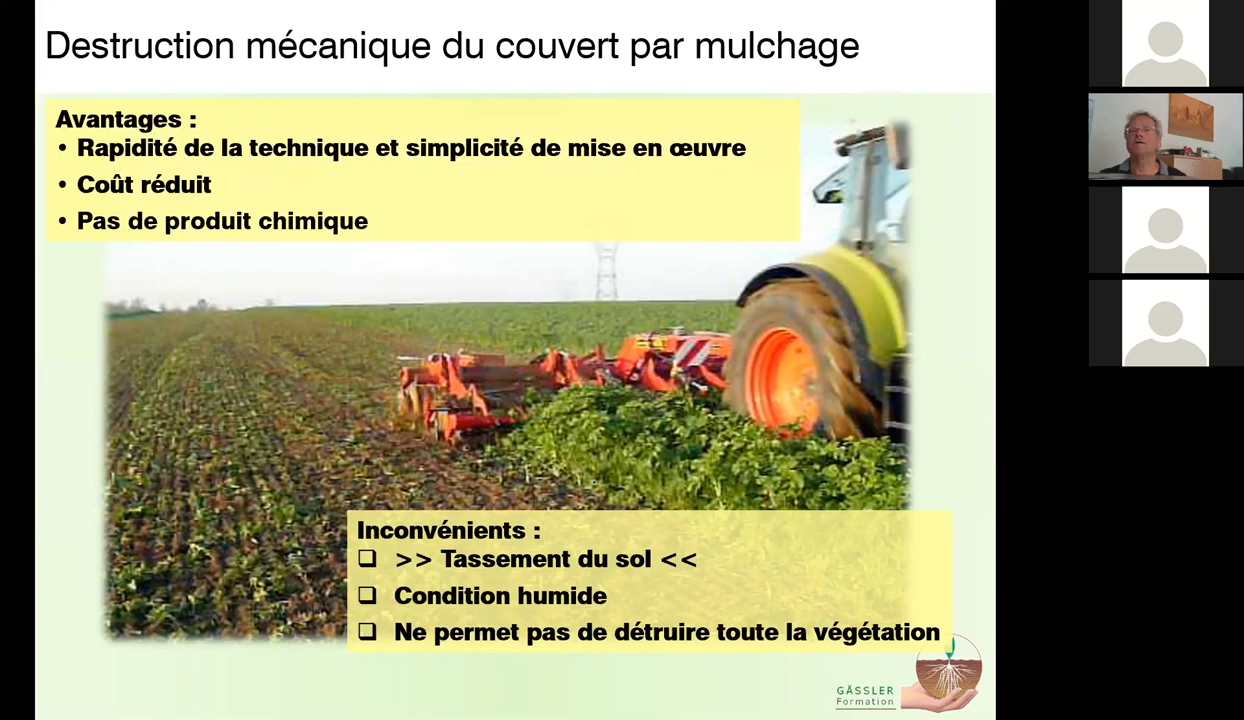 Destruction mécanique du couvert par mulchage
Avantages :
• Rapidité de la technique et simplicité de mise en œuvre
• Coût réduit
• Pas de produit chimique
Inconvénients :
❑ >> Tassement du sol <<
❑ Condition humide
❑ Ne permet pas de détruire toute la végétation
GÄSSLER
Formation